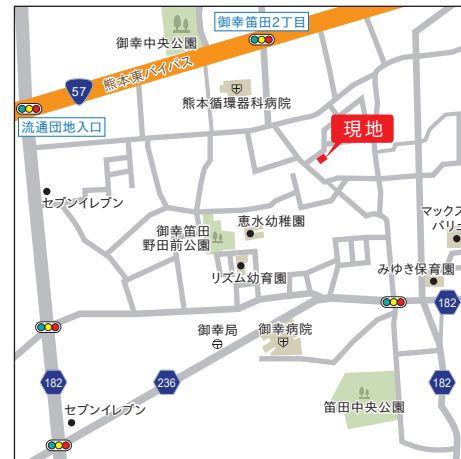 御幸笛田2丁目
御幸中央公園
熊本東バイパス
57
熊本循環器科病院
流通団地入口
現地
セブンイレブン
御幸笛田
野田前公園
恵水幼稚園
マックス
バリュ
リズム幼育園
みゆき保育園
182
御幸局
御幸病院
182
236
182
セブンイレブン
笛田中央公園